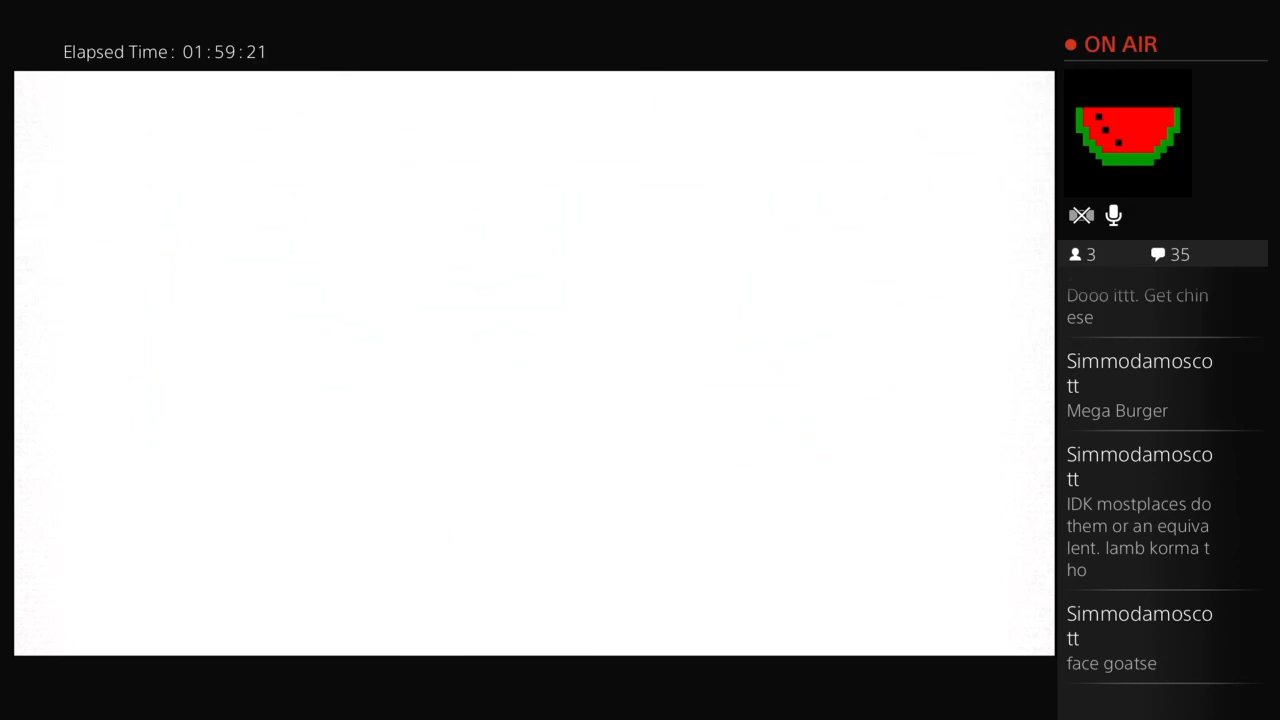 Elapsed Time: 01:59:21
ON AIR
3 35
Dooo ittt. Get chin
ese
Simmodamosco
tt
Mega Burger
Simmodamosco
tt
IDK mostplaces do
them or an equiva
lent. lamb korma t
ho
Simmodamosco
tt
face goatse